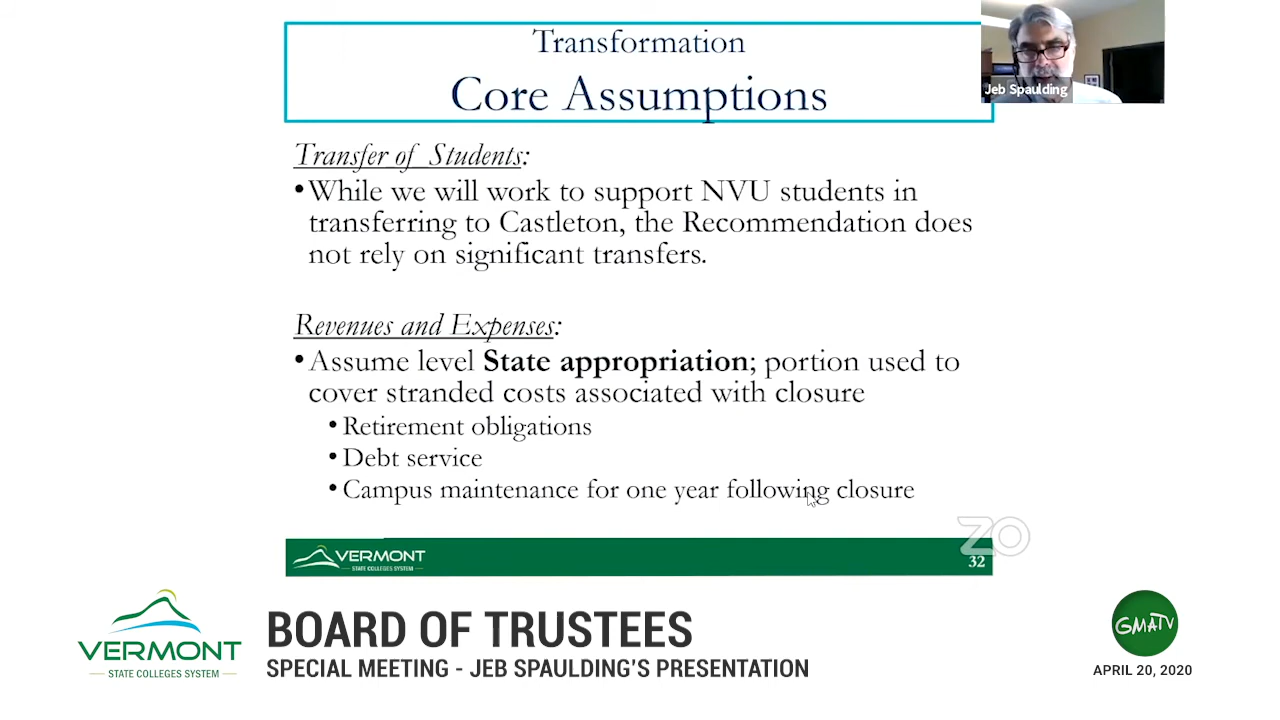 Transformation
Core Assumptions
Jeb Spaulding
Transfer of Students:
• While we will work to support NVU students in
transferring to Castleton, the Recommendation does
not rely on significant transfers.
Revenues and Expenses:
• Assume level State appropriation; portion used to
cover stranded costs associated with closure
• Retirement obligations
• Debt service
• Campus maintenance for one year following closure
VERMONT
STATE COLLEGES SYSTEM
ZO
32
VERMONT
STATE COLLEGES SYSTEM
BOARD OF TRUSTEES
SPECIAL MEETING - JEB SPAULDING'S PRESENTATION
GMATV
APRIL 20, 2020